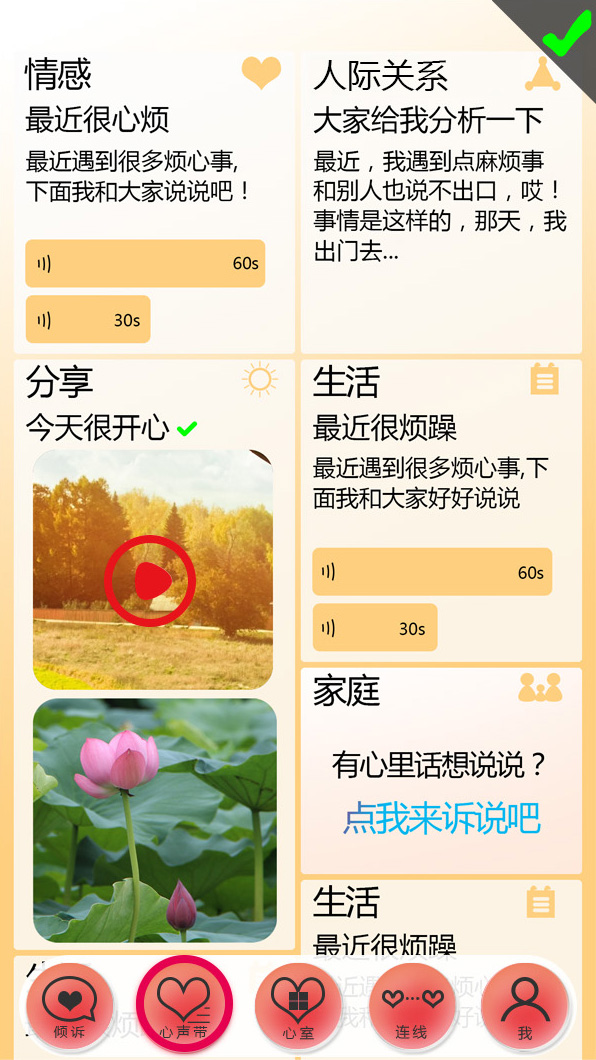 情感
最近很心烦
最近遇到很多烦心事,
下面我和大家说说吧！
60s
30s
人际关系
大家给我分析一下
最近，我遇到点麻烦事
和别人也说不出口，哎！
事情是这样的，那天，我
出门去...
分享
今天很开心
生活
最近很烦躁
最近遇到很多烦心事,下
面我和大家好好说说
60s
30s
家庭
有心里话想说说？
点我来诉说吧
生活
最近很烦躁
倾诉
心声带
心室
连线
我